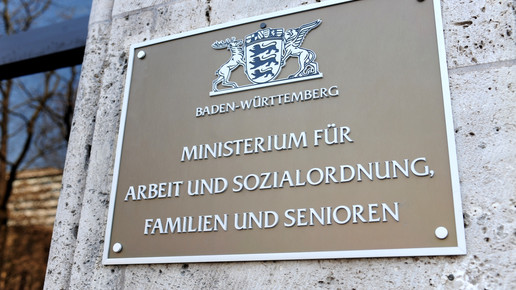 BADEN-WÜRTTEMBERG
MINISTERIUM FÜR
ARBEIT UND SOZIALORDNUNG,
FAMILIEN UND SENIOREN